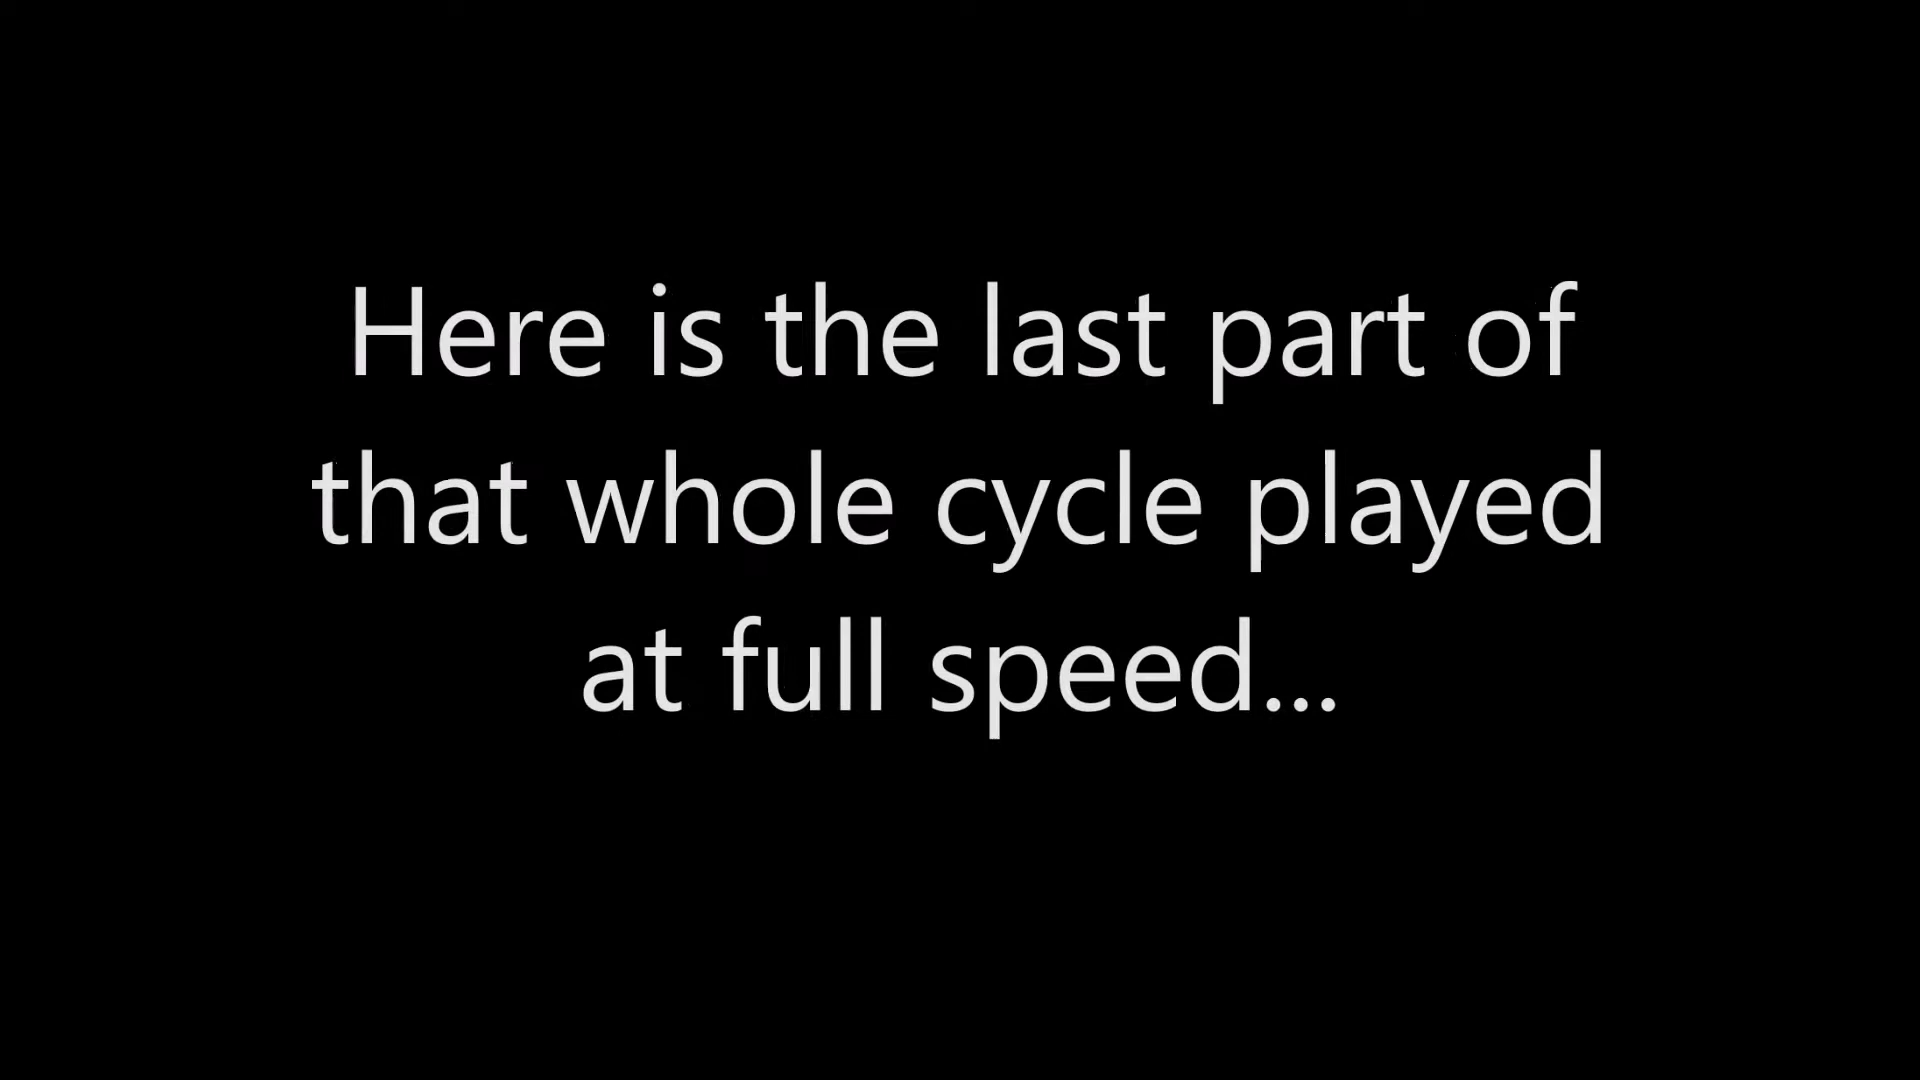 Here is the last part of
that whole cycle played
at full speed...